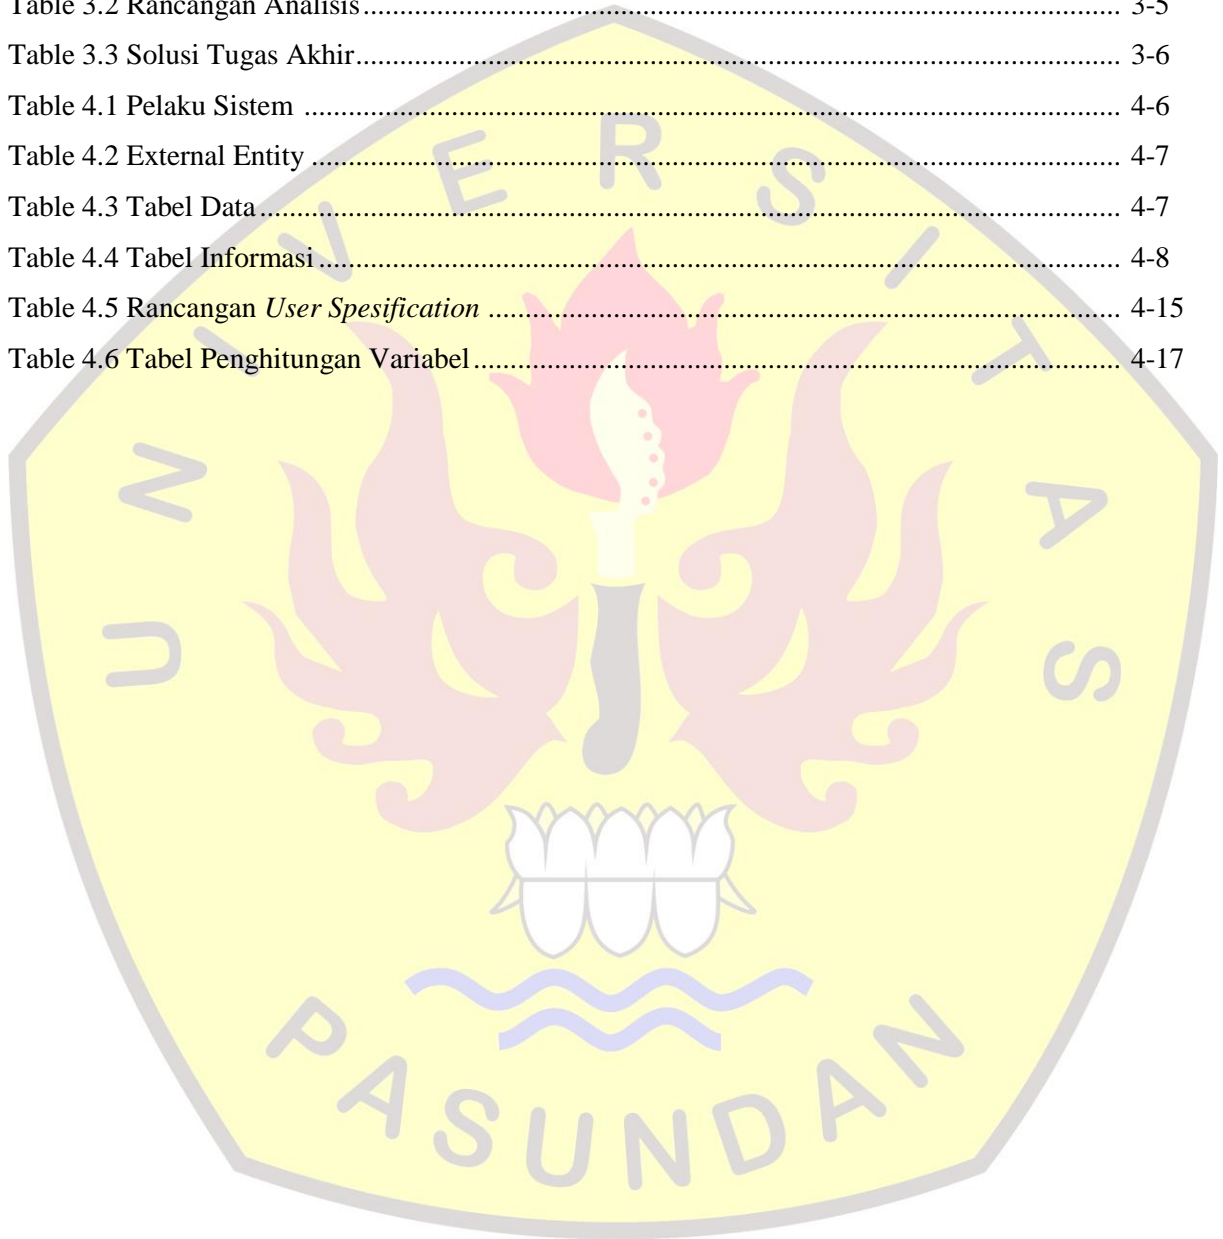 Table 3.2 Rancangan Analisis.......... 3-5
Table 3.3 Solusi Tugas Akhir.......... 3-6
Table 4.1 Pelaku Sistem .......... 4-6
Table 4.2 External Entity .......... 4-7
Table 4.3 Tabel Data .......... 4-7
Table 4.4 Tabel Informasi .......... 4-8
Table 4.5 Rancangan User Spesification .......... 4-15
Table 4.6 Tabel Penghitungan Variabel .......... 4-17
UNIVERSITAS
PASUNDAN